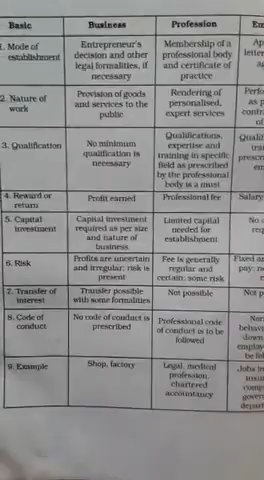 Basic Business Profession
1. Mode of Entrepreneur's Membership of a
establishment decision and other professional body
legal formalities, if and certificate of
necessary practice
2. Nature of Provision of goods Rendering of
work and services to the personalised,
public expert services
3. Qualification No minimum Qualifications,
qualification is expertise and
necessary training in specific
field as prescribed
by the professional
body is a must
4. Reward or Profit earned Professional fee Salary
return
5. Capital Capital investment Limited capital
investment required as per size needed for
and nature of establishment
business.
6. Risk Profits are uncertain Fee is generally
and irregular; risk is regular and
present certain; some risk
7. Transfer of Transfer possible Not possible
interest with some formalities
8. Code of No code of conduct is Professional code
conduct prescribed of conduct is to be
followed
9. Example Shop, factory Legal, medical
profession,
chartered
accountancy